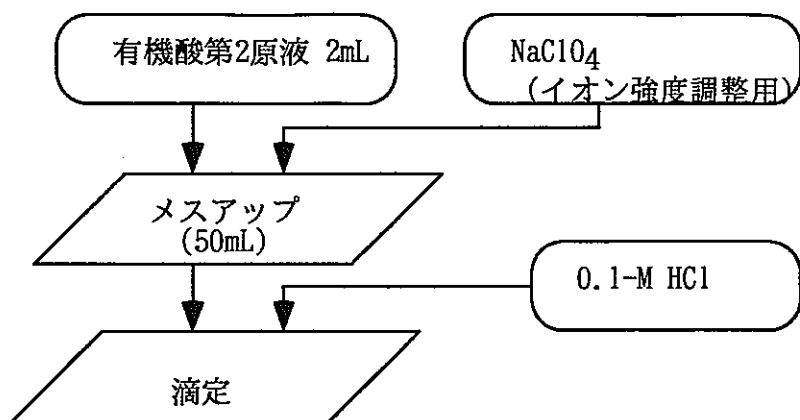 有機酸第2原液 2mL
NaClO4
(イオン強度調整用)
メスアップ
(50mL)
0.1-M HCl
滴定